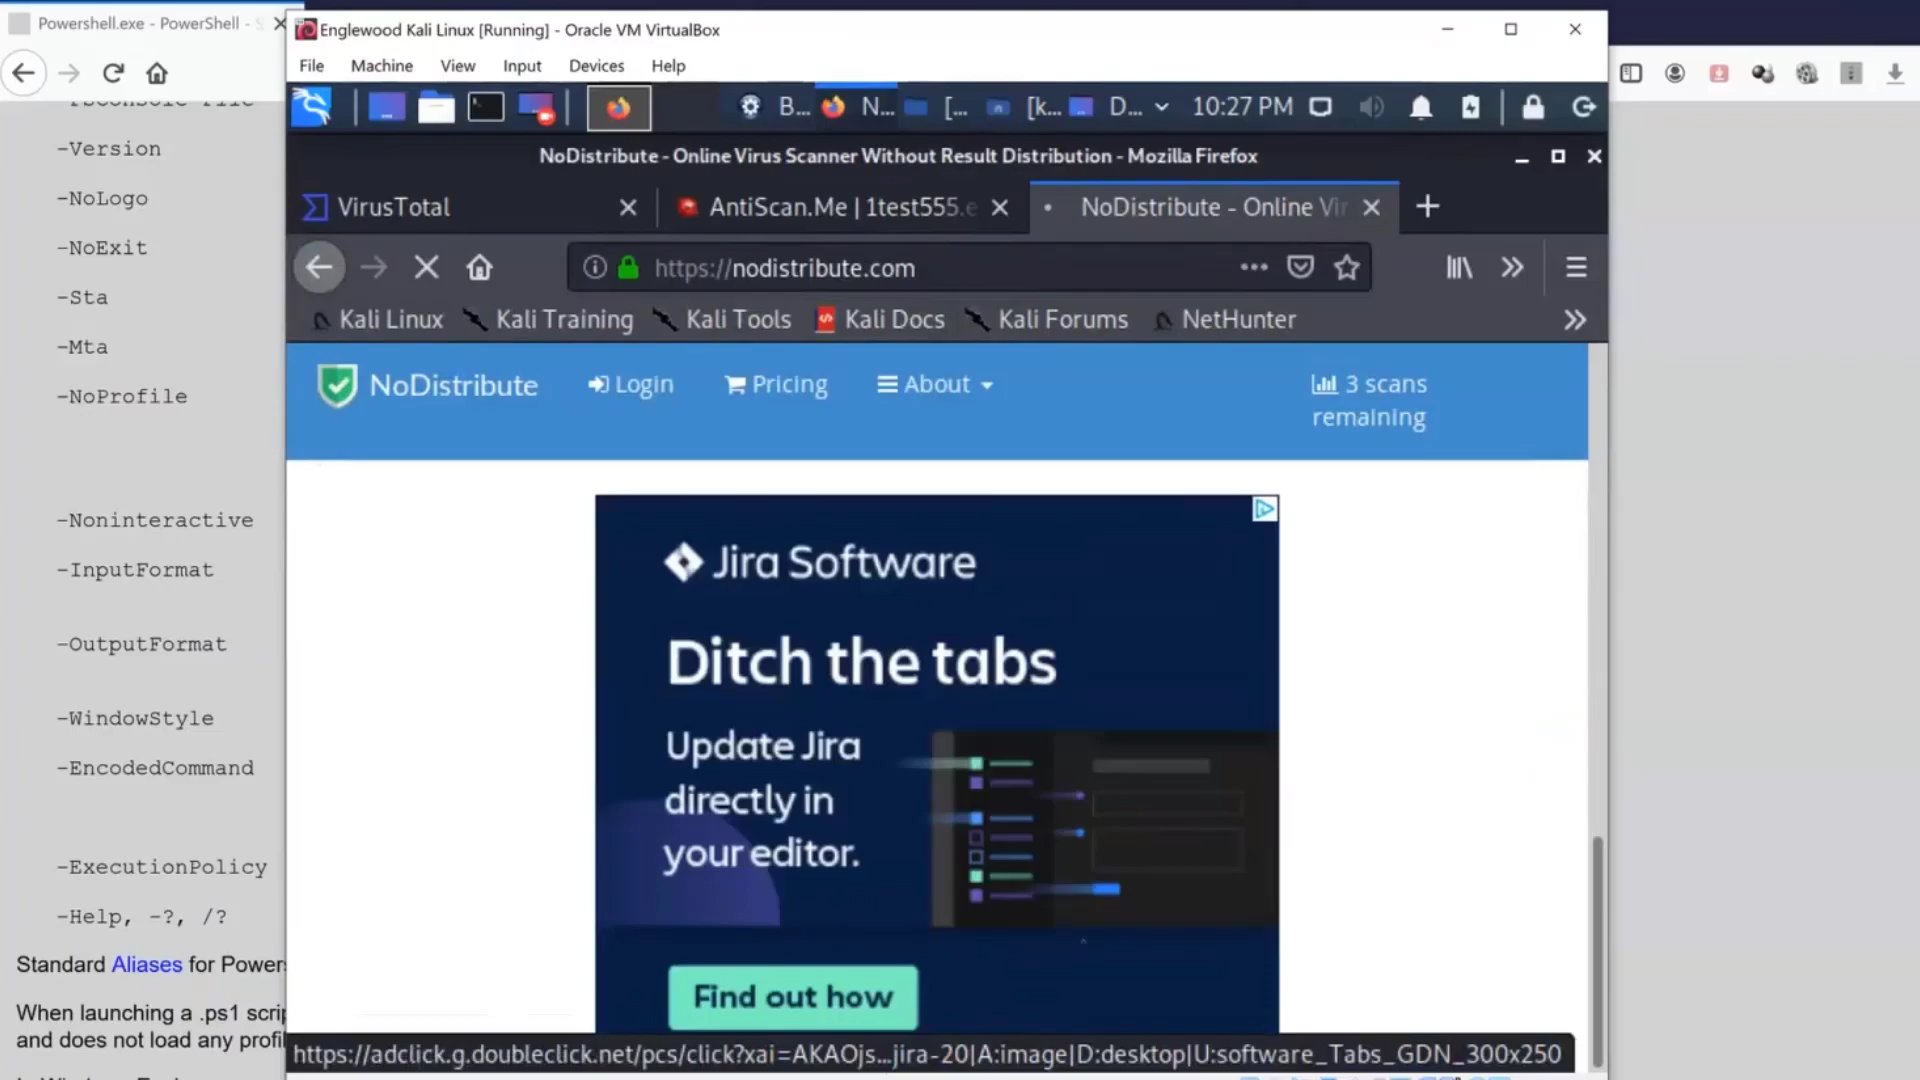 Powershell.exe - PowerShell -
Englewood Kali Linux [Running] - Oracle VM VirtualBox
File Machine View Input Devices Help
B... N... [... [k... D... 10:27 PM
NoDistribute - Online Virus Scanner Without Result Distribution - Mozilla Firefox
VirusTotal
AntiScan.Me | 1test555.e
NoDistribute - Online Vir
https://nodistribute.com
Kali Linux Kali Training Kali Tools Kali Docs Kali Forums NetHunter
NoDistribute Login Pricing About 3 scans
remaining
-Version
-NoLogo
-NoExit
-Sta
-Mta
-NoProfile
-Noninteractive
-InputFormat
-OutputFormat
-WindowStyle
-EncodedCommand
-ExecutionPolicy
-Help, -?, /?
Standard Aliases for Power
When launching a .ps1 scrip
and does not load any profil
Jira Software
Ditch the tabs
Update Jira
directly in
your editor.
Find out how
https://adclick.g.doubleclick.net/pcs/click?xai=AKAOjs...jira-20|A:image|D:desktop|U:software_Tabs_GDN_300x250